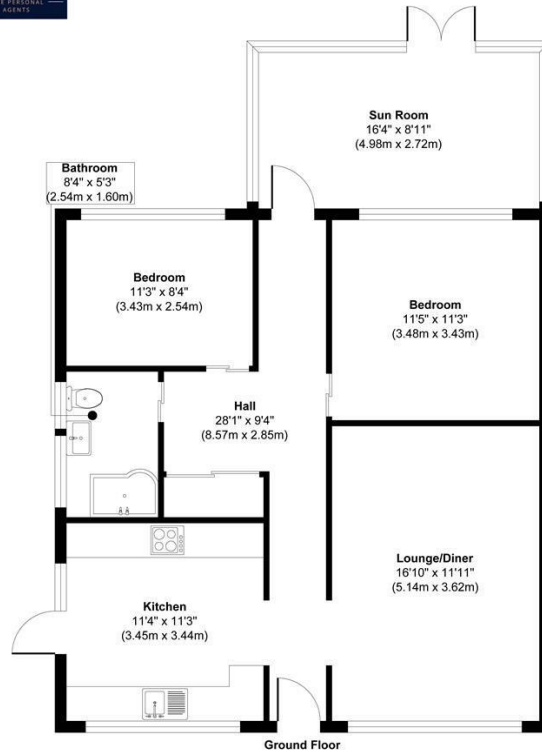 E PERSONAL
AGENTS
Sun Room
16'4" x 8'11"
(4.98m x 2.72m)
Bathroom
8'4" x 5'3"
(2.54m x 1.60m)
Bedroom
11'3" x 8'4"
(3.43m x 2.54m)
Bedroom
11'5" x 11'3"
(3.48m x 3.43m)
Hall
28'1" x 9'4"
(8.57m x 2.85m)
Lounge/Diner
16'10" x 11'11"
(5.14m x 3.62m)
Kitchen
11'4" x 11'3"
(3.45m x 3.44m)
Ground Floor